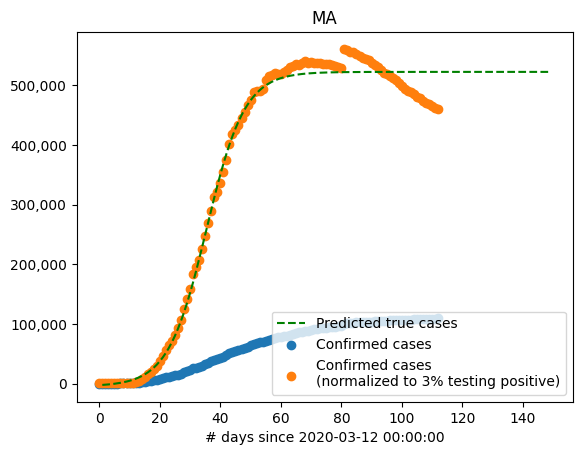 MA
500,000
400,000
300,000
200,000
100,000
0
Predicted true cases
Confirmed cases
Confirmed cases
(normalized to 3% testing positive)
0 20 40 60 80 100 120 140
# days since 2020-03-12 00:00:00